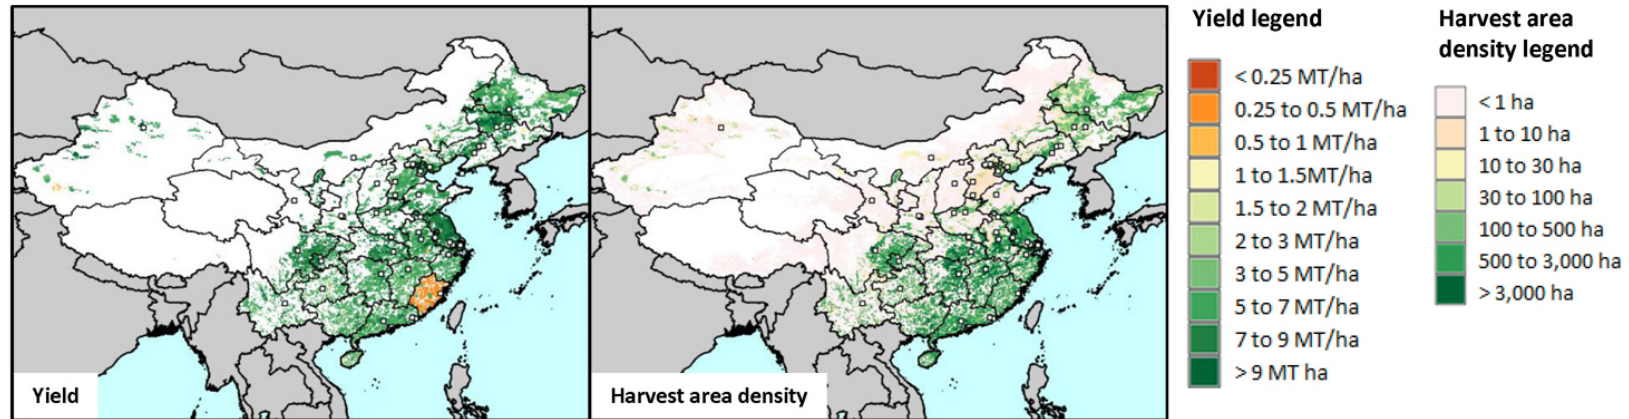 Yield
Harvest area density
Yield legend
< 0.25 MT/ha
0.25 to 0.5 MT/ha
0.5 to 1 MT/ha
1 to 1.5MT/ha
1.5 to 2 MT/ha
2 to 3 MT/ha
3 to 5 MT/ha
5 to 7 MT/ha
7 to 9 MT/ha
> 9 MT ha
Harvest area
density legend
< 1 ha
1 to 10 ha
10 to 30 ha
30 to 100 ha
100 to 500 ha
500 to 3,000 ha
> 3,000 ha